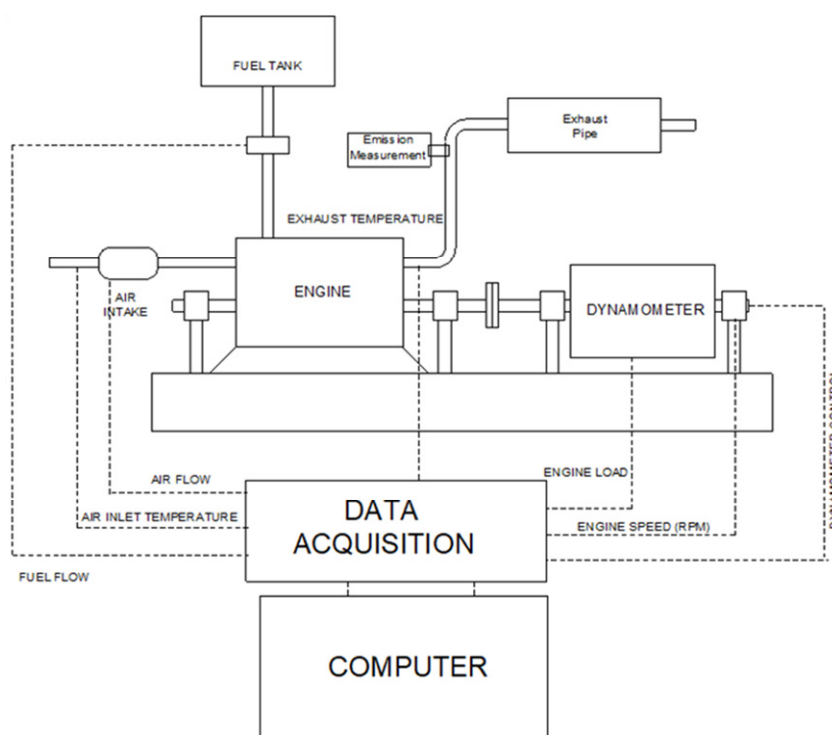 FUEL TANK
Exhaust
Pipe
Emission
Measurement
EXHAUST TEMPERATURE
ENGINE
AIR
INTAKE
DYNAMOMETER
AIR FLOW
ENGINE LOAD
DATA
ACQUISITION
AIR INLET TEMPERATURE
ENGINE SPEED (RPM)
FUEL FLOW
COMPUTER
CONTROL